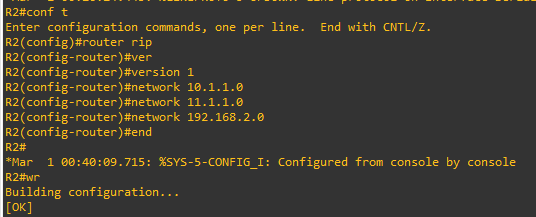 R2#conf t
Enter configuration commands, one per line.  End with CNTL/Z.
R2(config)#router rip
R2(config-router)#ver
R2(config-router)#version 1
R2(config-router)#network 10.1.1.0
R2(config-router)#network 11.1.1.0
R2(config-router)#network 192.168.2.0
R2(config-router)#end
R2#
*Mar  1 00:40:09.715: %SYS-5-CONFIG_I: Configured from console by console
R2#wr
Building configuration...
[OK]